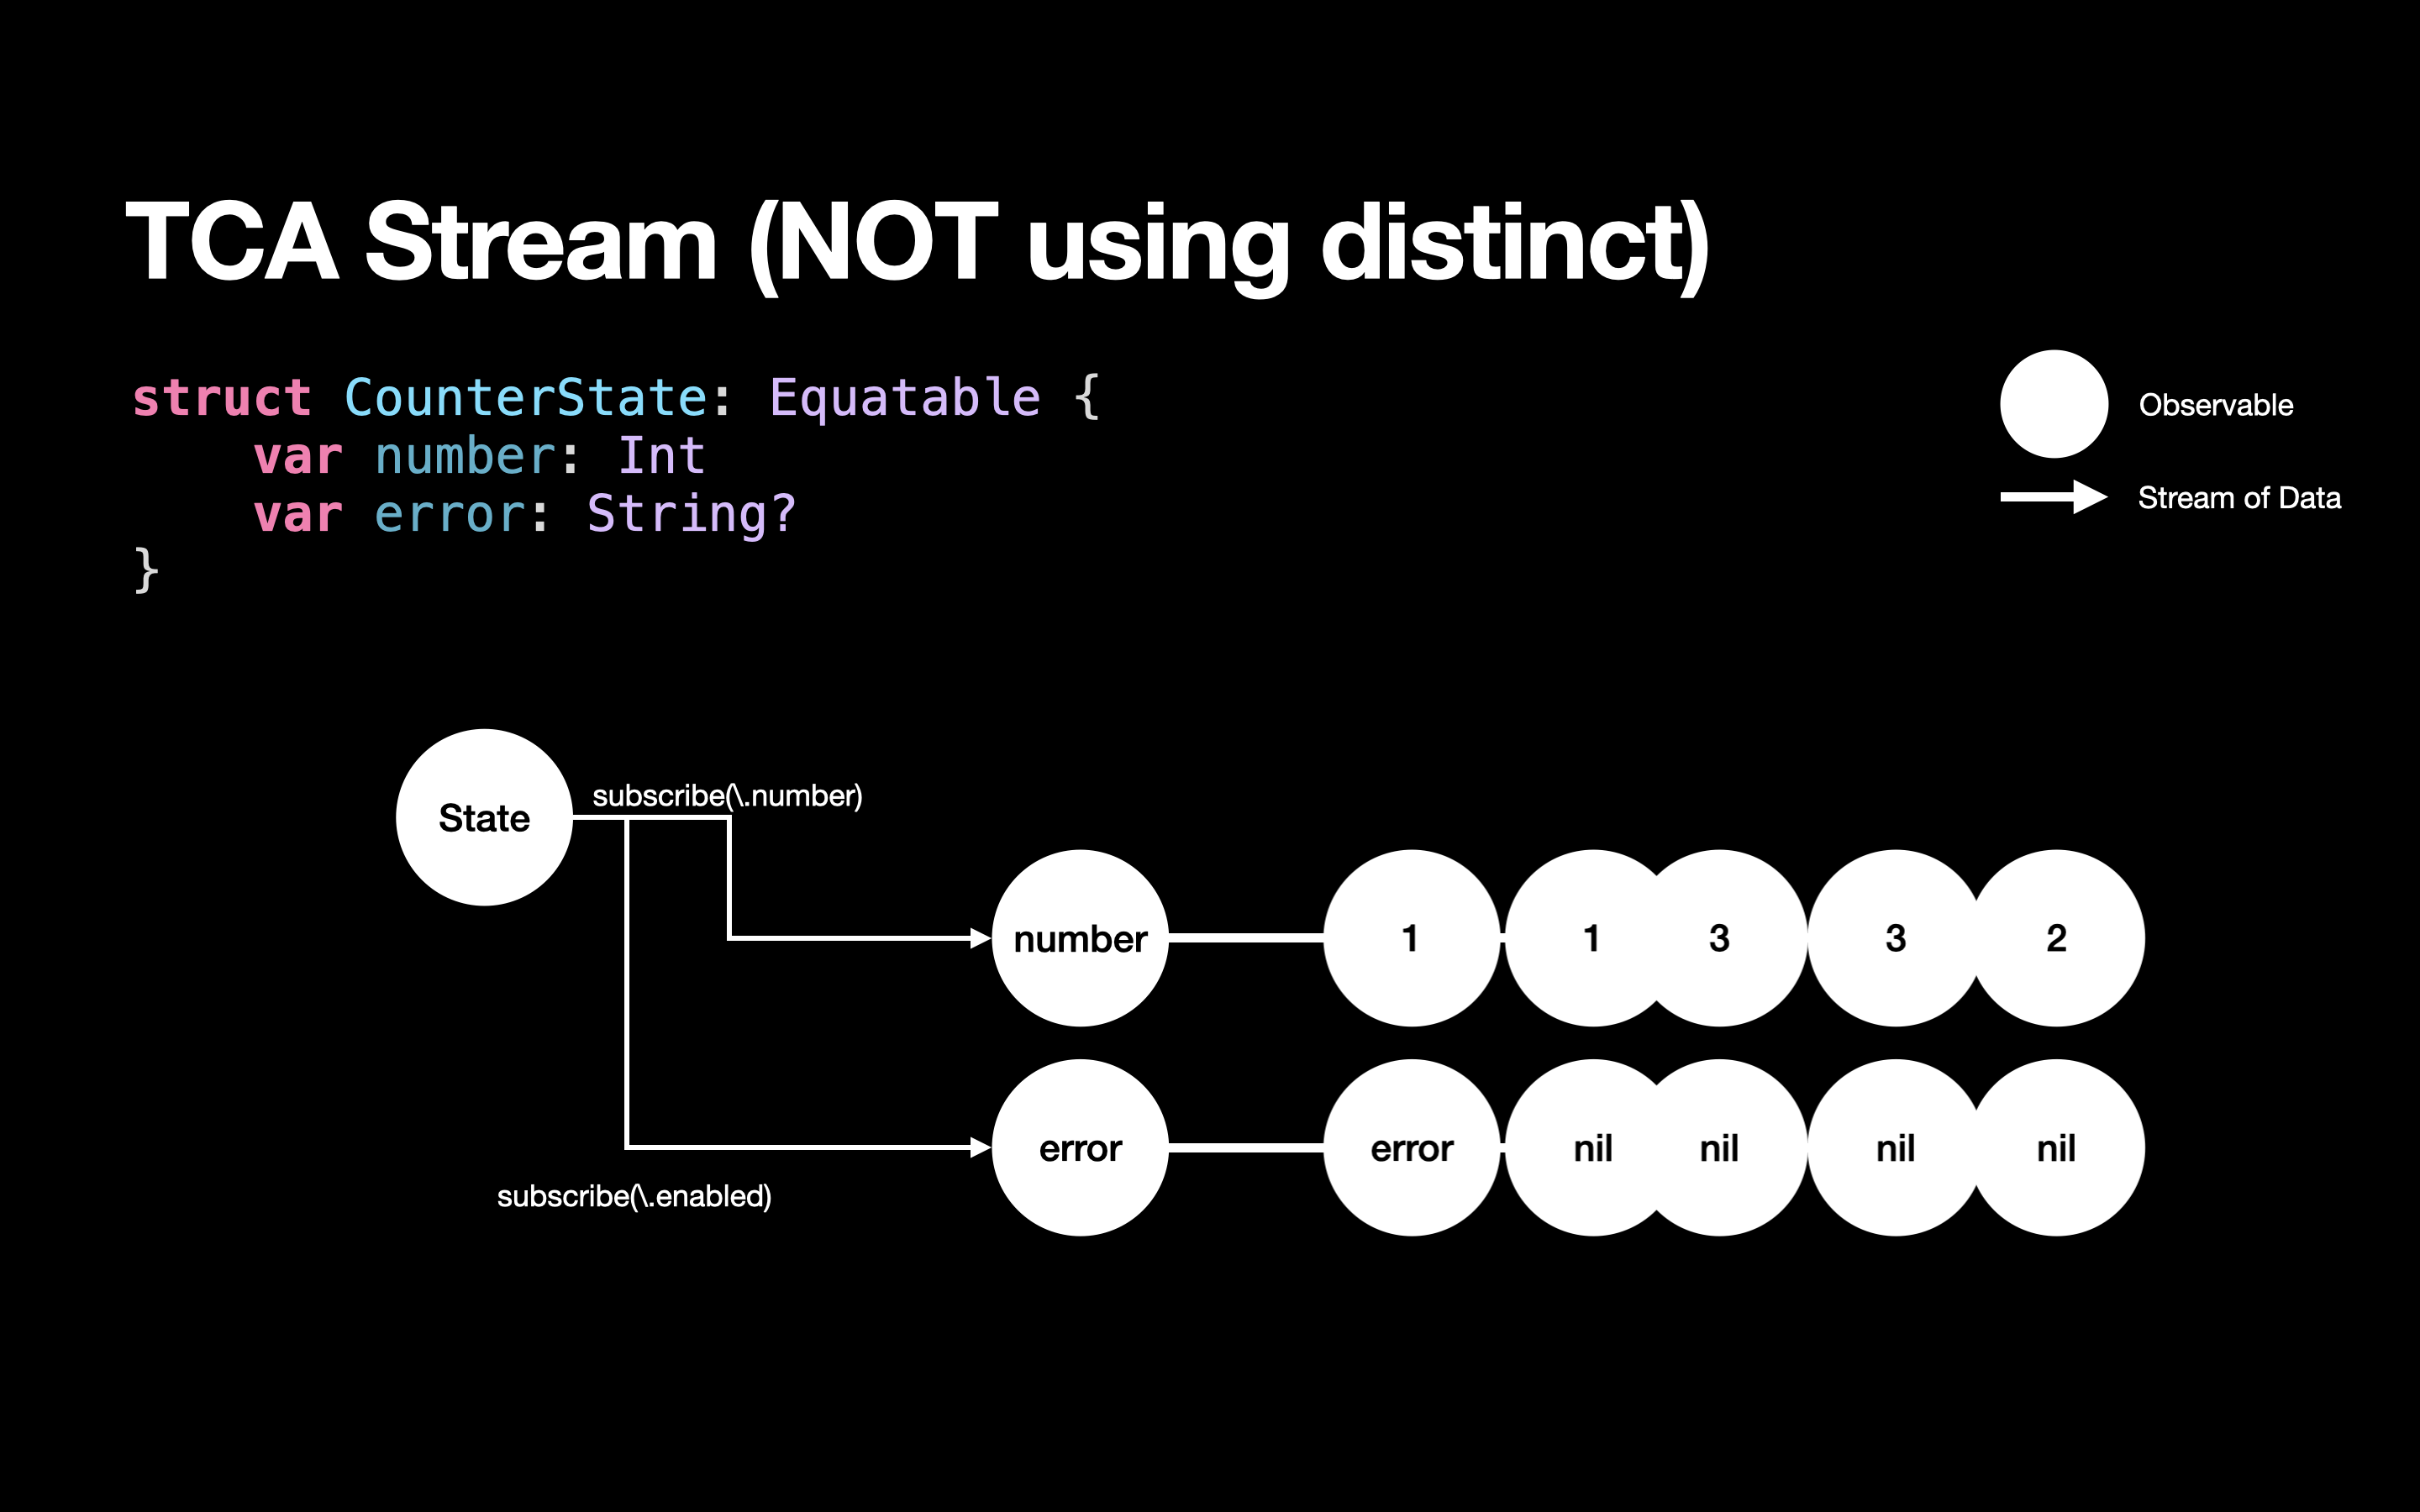 TCA Stream (NOT using distinct)
struct CounterState: Equatable {
    var number: Int
    var error: String?
}
Observable
Stream of Data
State
subscribe(\.number)
number
1
1
3
3
2
error
error
nil
nil
nil
nil
subscribe(\.enabled)